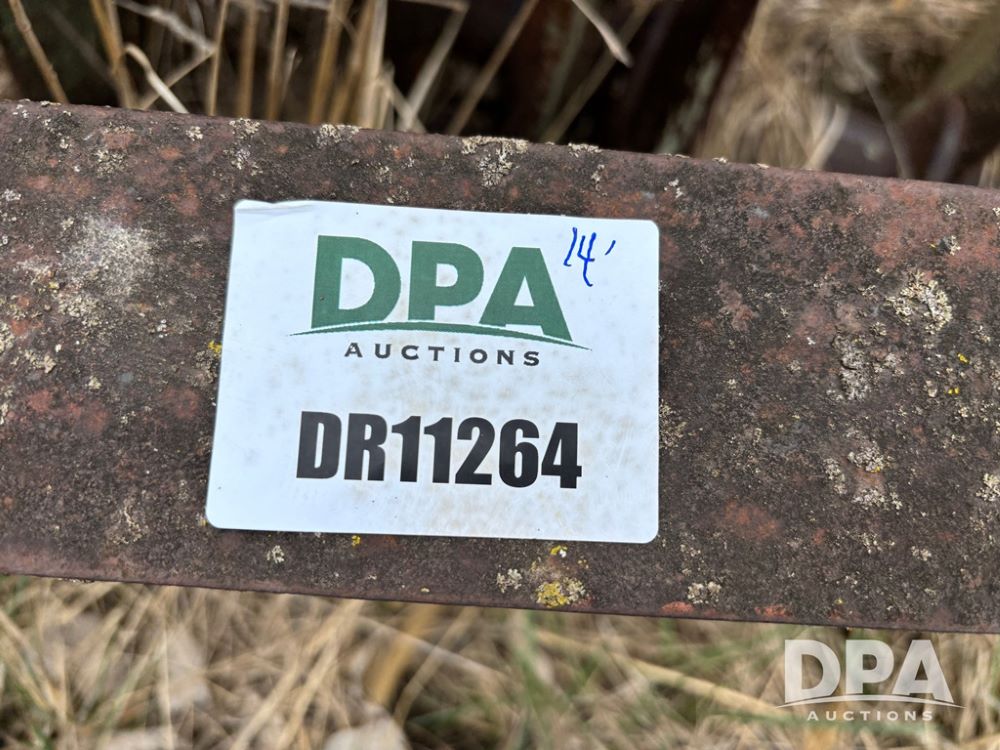 DPA 14'
AUCTIONS
DR11264
DPA
AUCTIONS